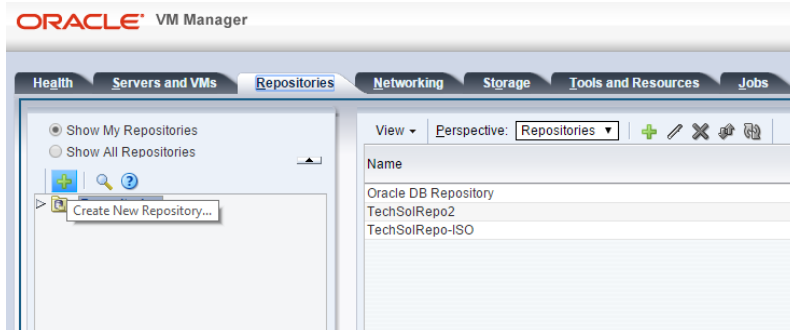 ORACLE VM Manager
Health Servers and VMs Repositories Networking Storage Tools and Resources Jobs
Show My Repositories
Show All Repositories
Create New Repository...
View Perspective: Repositories
Name
Oracle DB Repository
TechSolRepo2
TechSolRepo-ISO